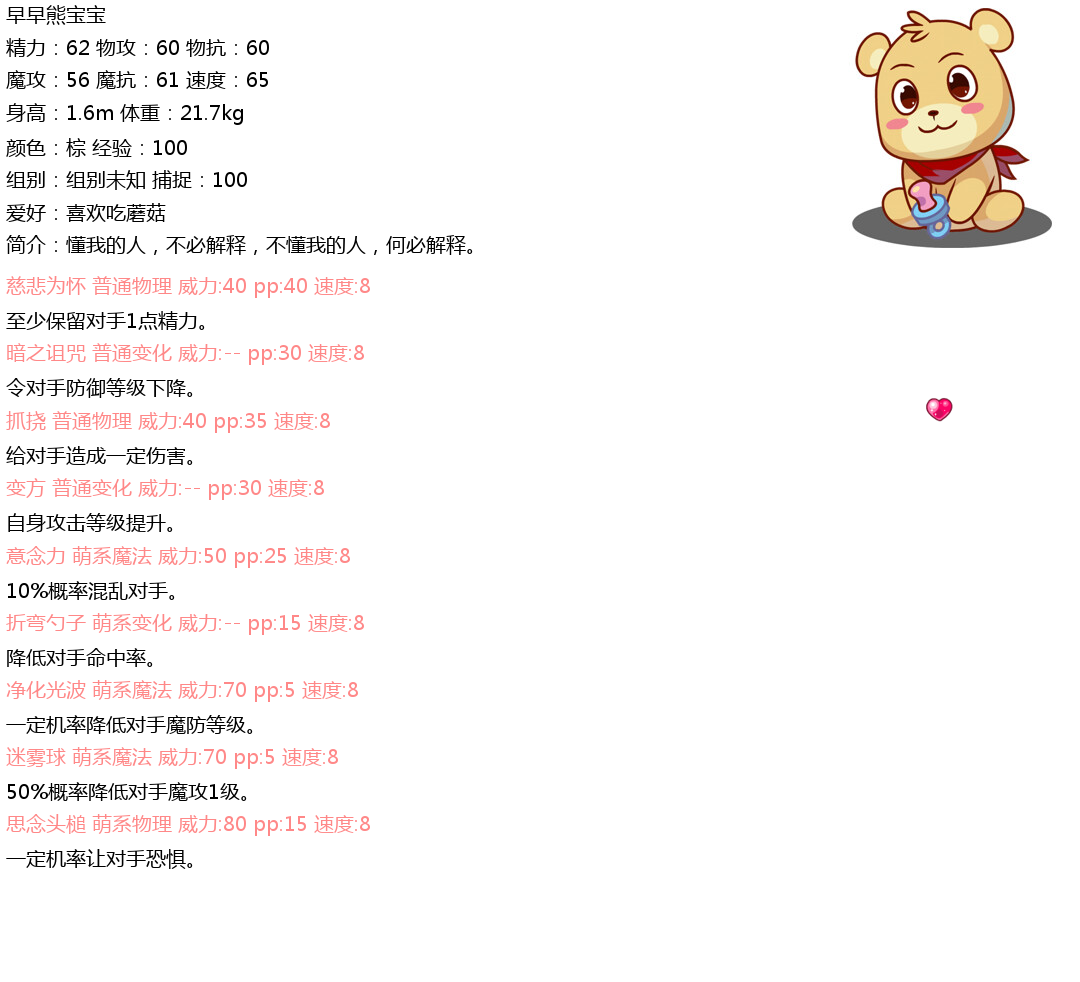 早早熊宝宝
精力：62 物攻：60 物抗：60
魔攻：56 魔抗：61 速度：65
身高：1.6m 体重：21.7kg
颜色：棕 经验：100
组别：组别未知 捕捉：100
爱好：喜欢吃蘑菇
简介：懂我的人，不必解释，不懂我的人，何必解释。
慈悲为怀 普通物理 威力:40 pp:40 速度:8
至少保留对手1点精力。
暗之诅咒 普通变化 威力:-- pp:30 速度:8
令对手防御等级下降。
抓挠 普通物理 威力:40 pp:35 速度:8
给对手造成一定伤害。
变方 普通变化 威力:-- pp:30 速度:8
自身攻击等级提升。
意念力 萌系魔法 威力:50 pp:25 速度:8
10%概率混乱对手。
折弯勺子 萌系变化 威力:-- pp:15 速度:8
降低对手命中率。
净化光波 萌系魔法 威力:70 pp:5 速度:8
一定机率降低对手魔防等级。
迷雾球 萌系魔法 威力:70 pp:5 速度:8
50%概率降低对手魔攻1级。
思念头槌 萌系物理 威力:80 pp:15 速度:8
一定机率让对手恐惧。